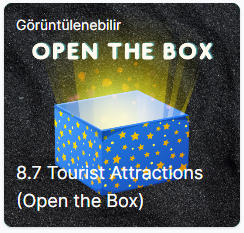 Görüntülenebilir
OPEN THE BOX
8.7 Tourist Attractions
(Open the Box)